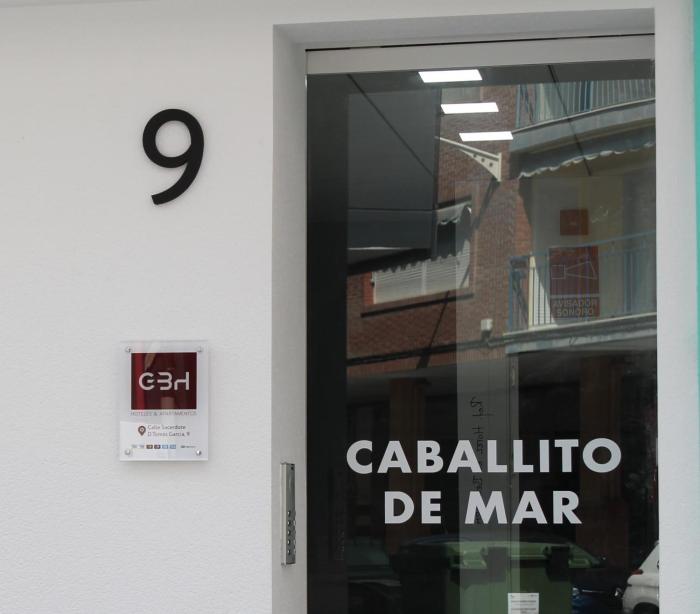 9
GBH
HOTELES & APARTAMENTOS
Calle Sacerdote
D.Tomás García, 9
AVISADOR
SONORO
CABALLITO
DE MAR